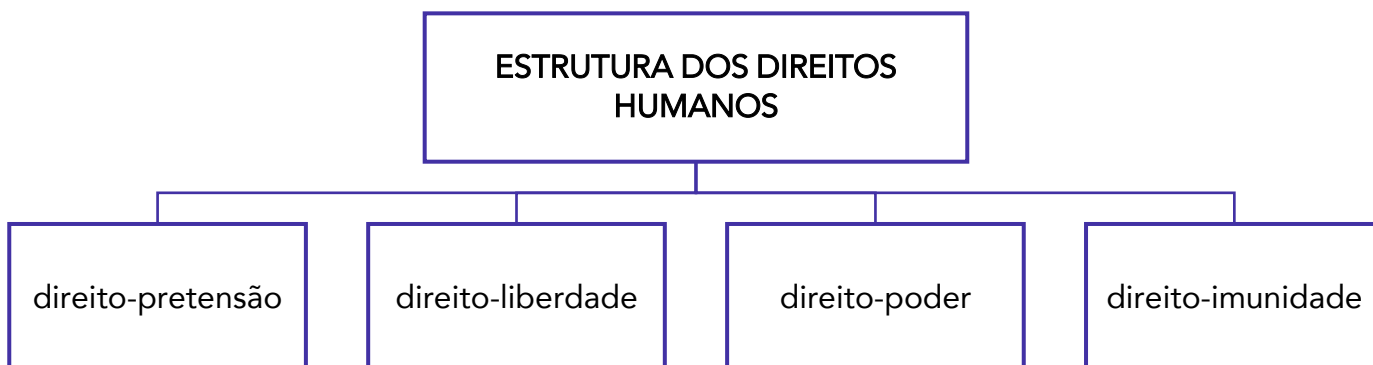 ESTRUTURA DOS DIREITOS
HUMANOS
direito-pretensão
direito-liberdade
direito-poder
direito-imunidade